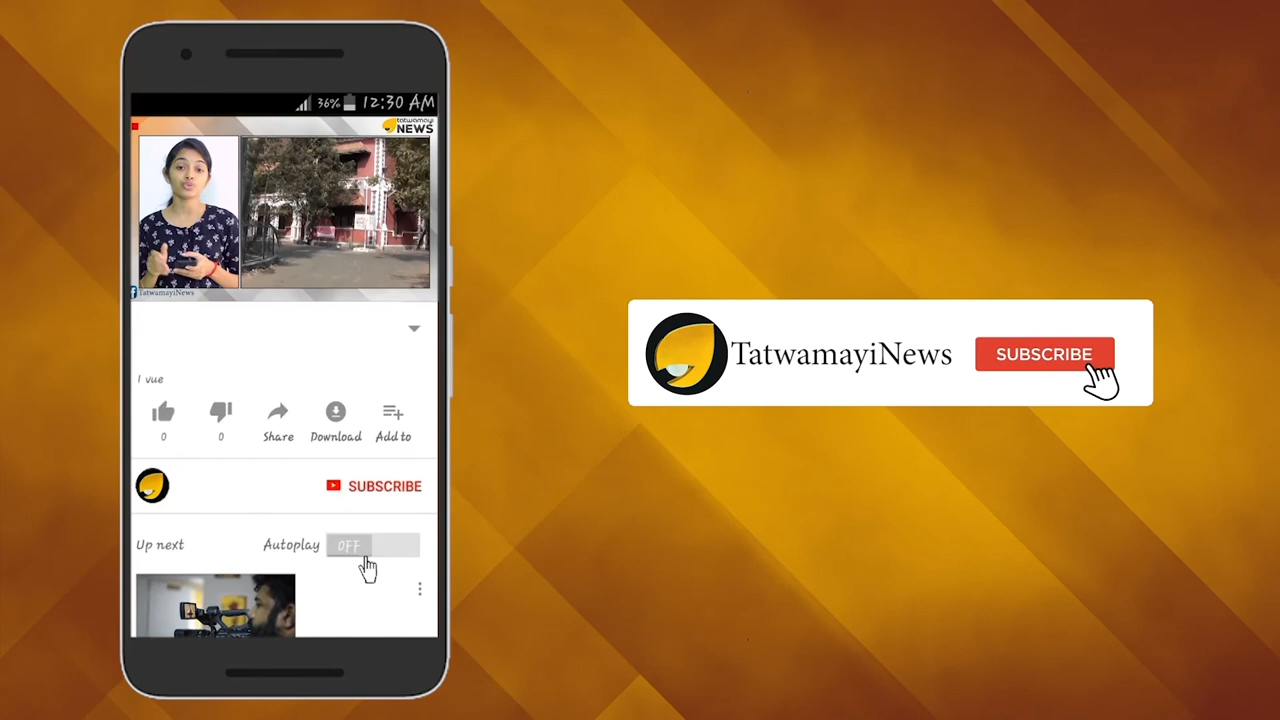 36%
12:30 AM
tatwamayi
NEWS
TatwamayiNews
1 vue
0
0
Share
Download
Add to
SUBSCRIBE
Up next
Autoplay
OFF
TatwamayiNews
SUBSCRIBE